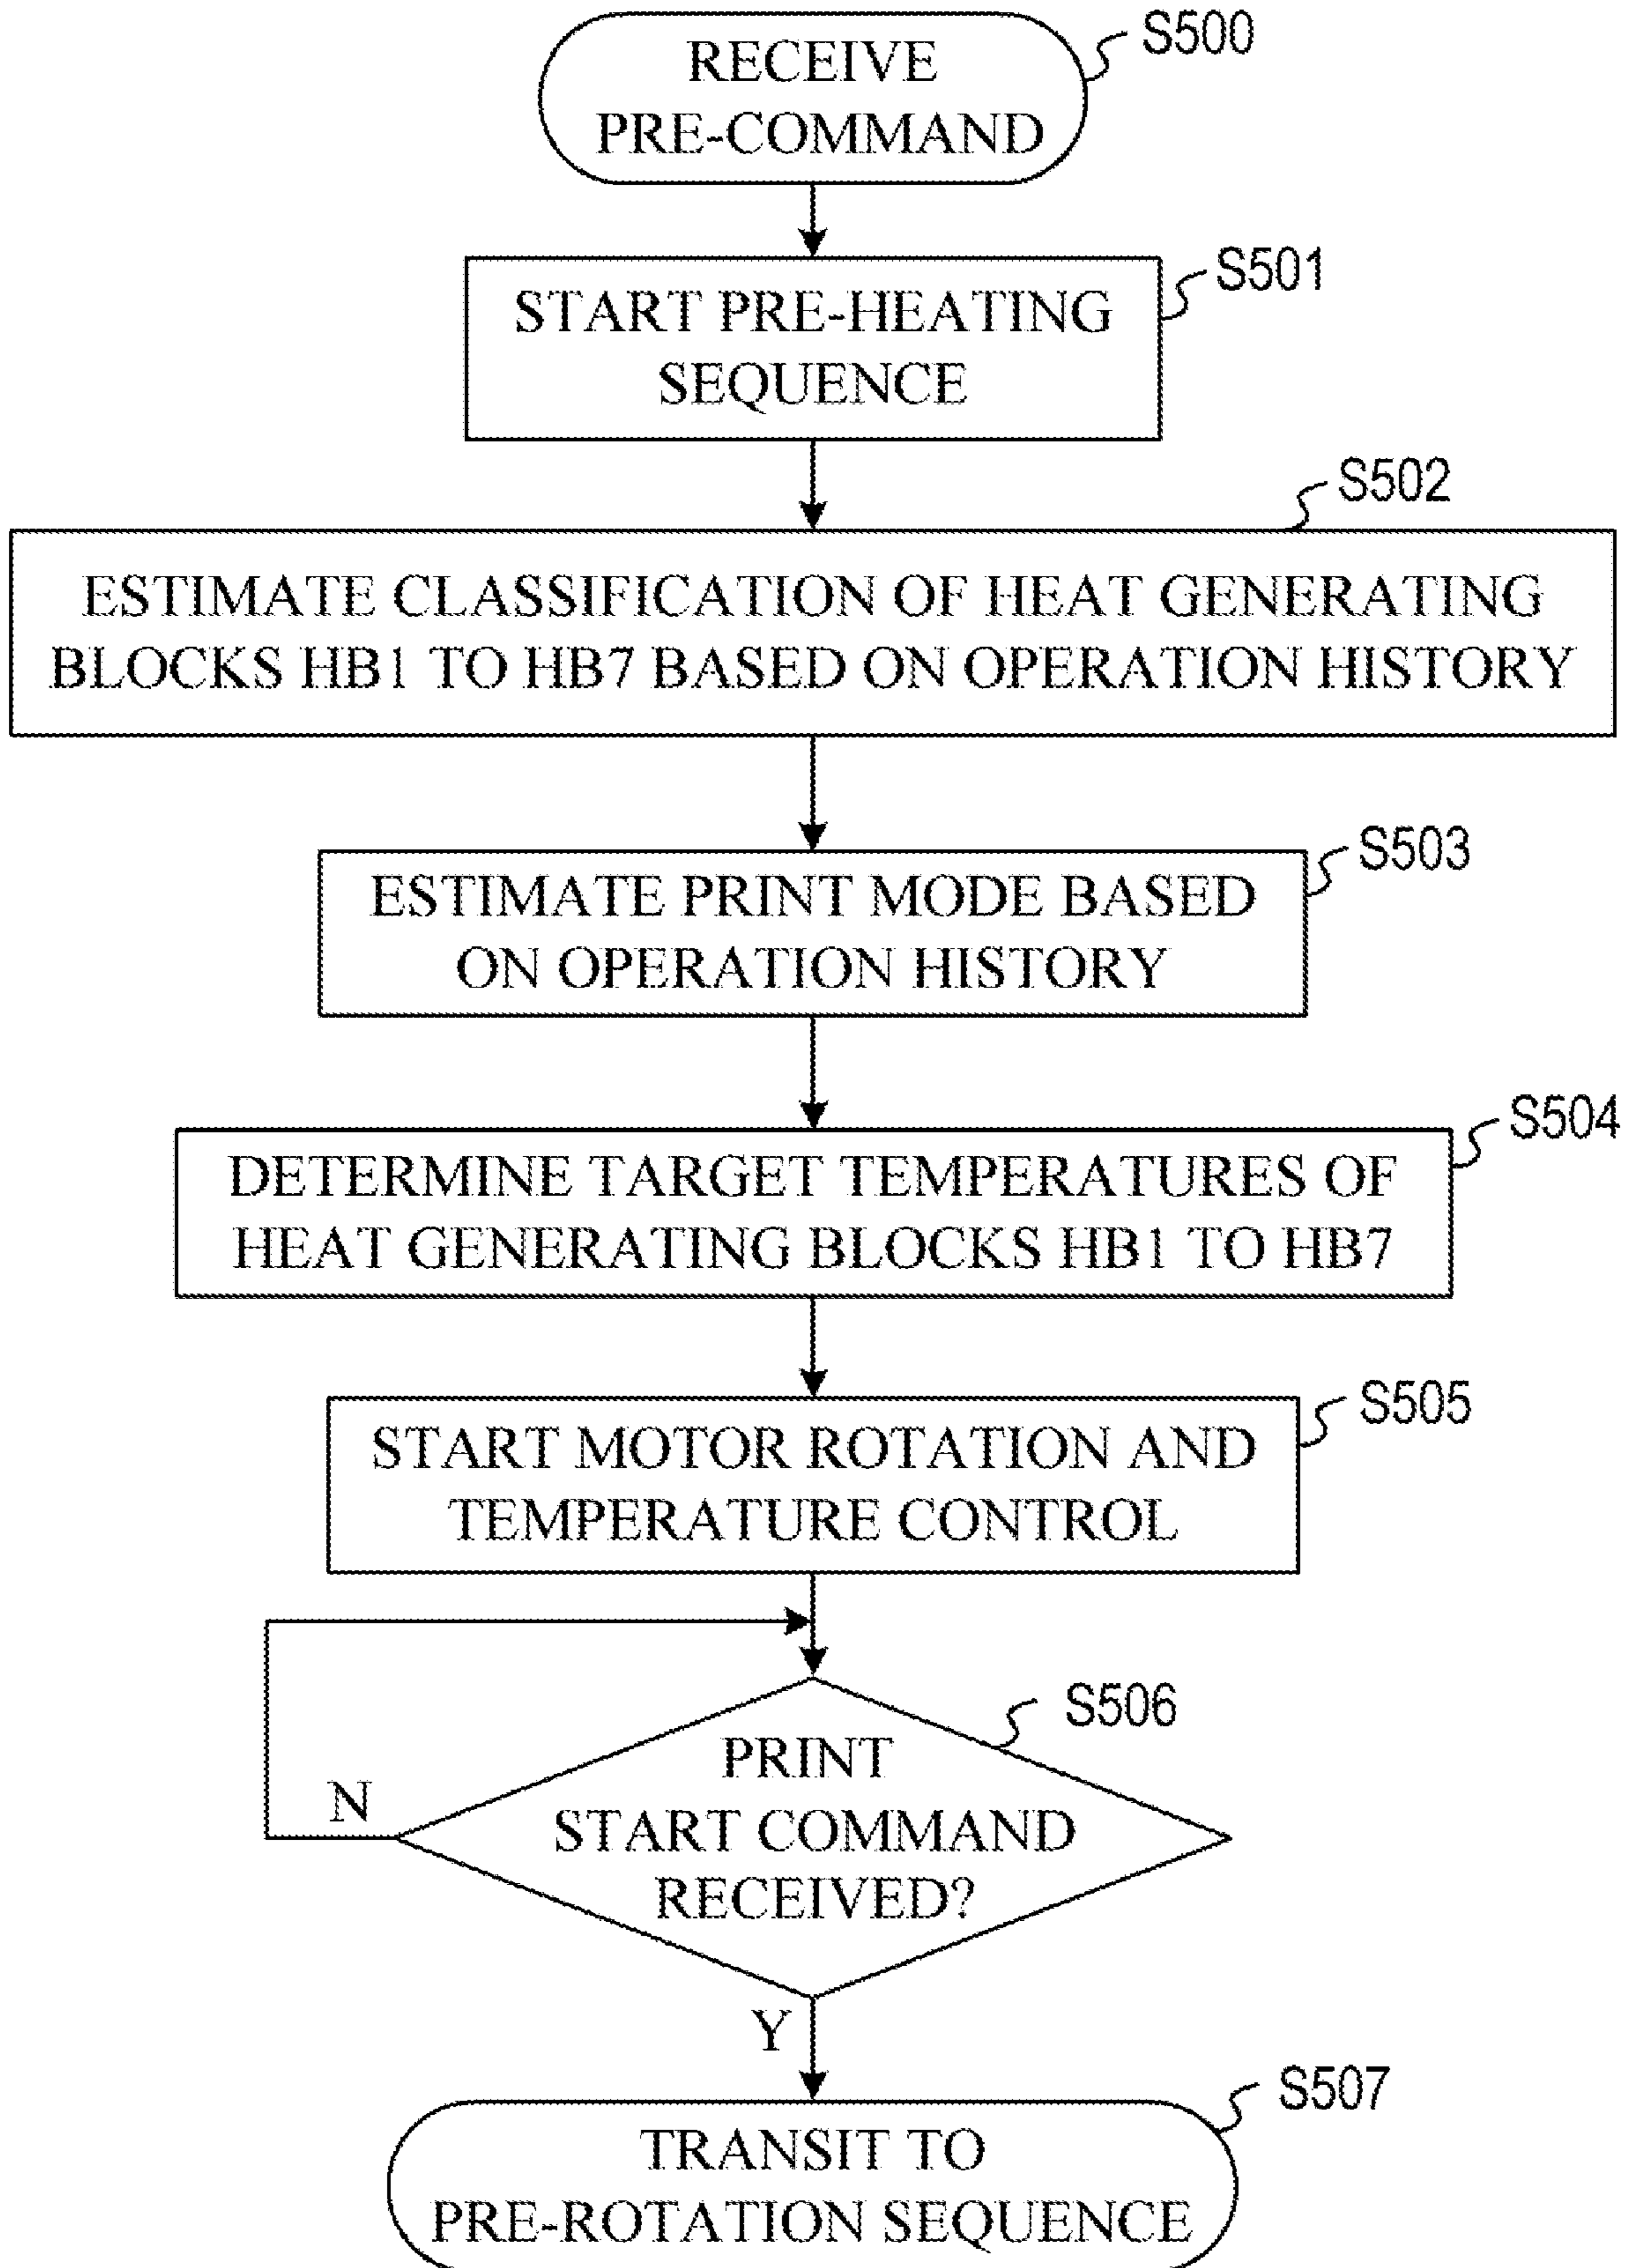 RECEIVE
PRE-COMMAND
S500
START PRE-HEATING
SEQUENCE
S501
ESTIMATE CLASSIFICATION OF HEAT GENERATING
BLOCKS HB1 TO HB7 BASED ON OPERATION HISTORY
S502
ESTIMATE PRINT MODE BASED
ON OPERATION HISTORY
S503
DETERMINE TARGET TEMPERATURES OF
HEAT GENERATING BLOCKS HB1 TO HB7
S504
START MOTOR ROTATION AND
TEMPERATURE CONTROL
S505
PRINT
START COMMAND
RECEIVED?
S506
N
Y
TRANSIT TO
PRE-ROTATION SEQUENCE
S507